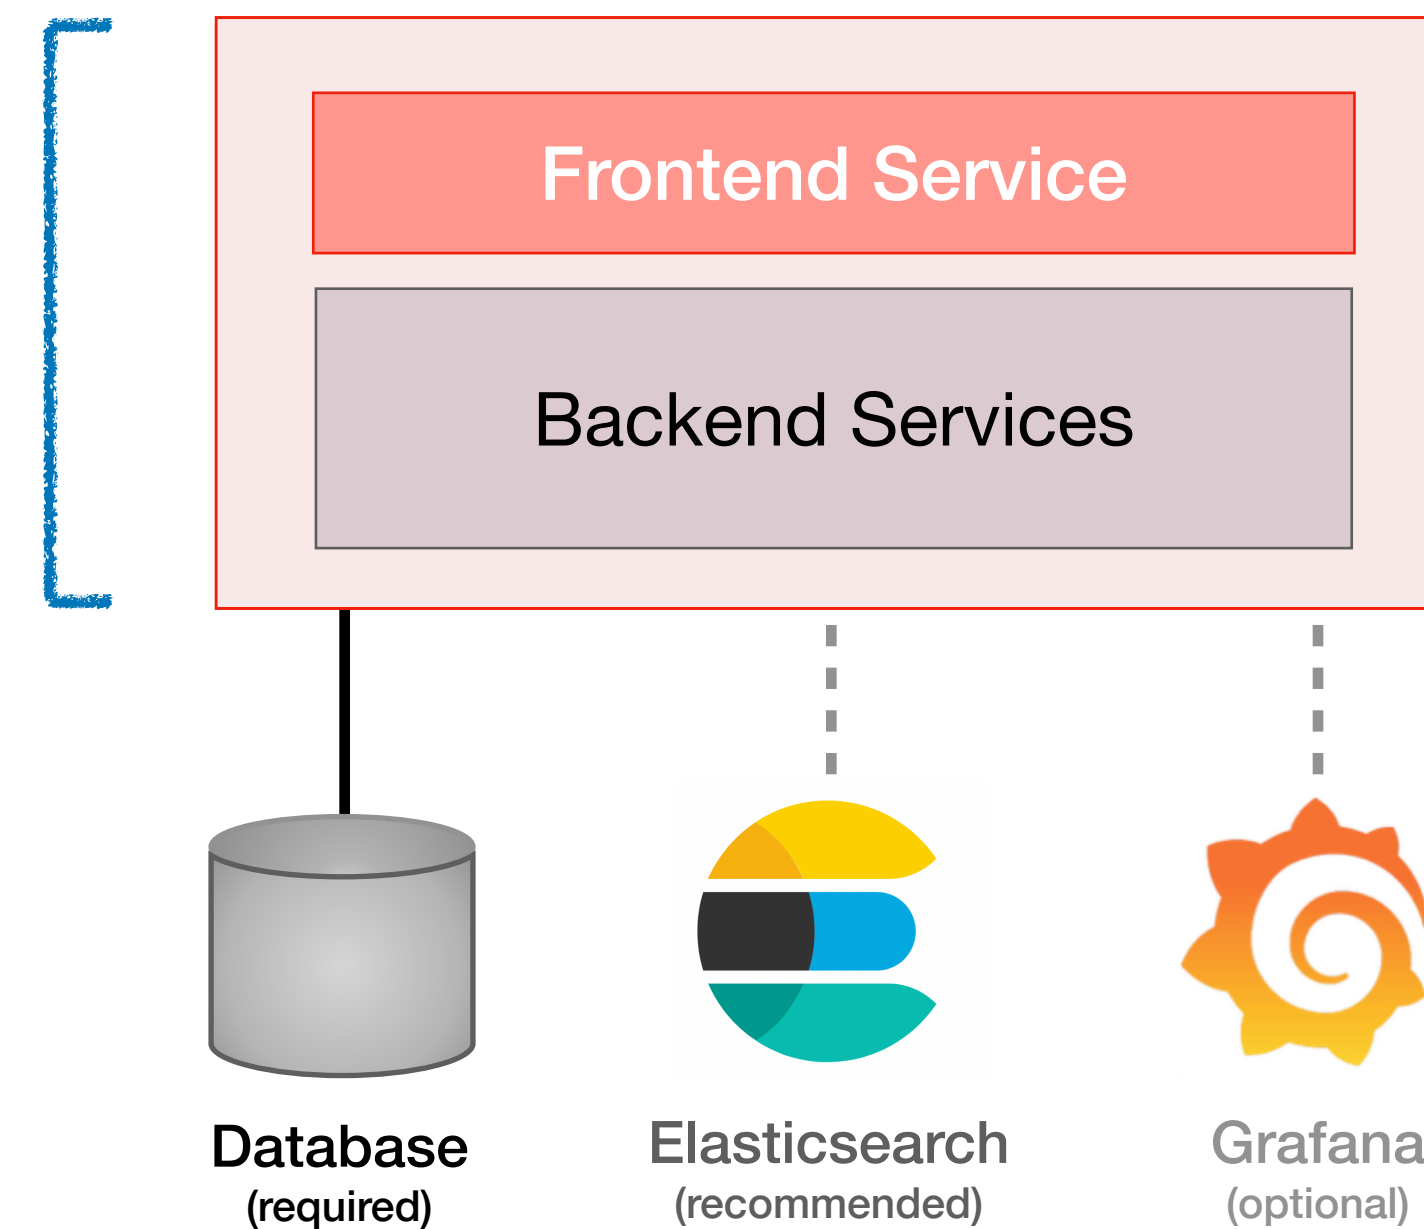 Frontend Service
Backend Services
Database
(required)
Elasticsearch
(recommended)
Grafana
(optional)